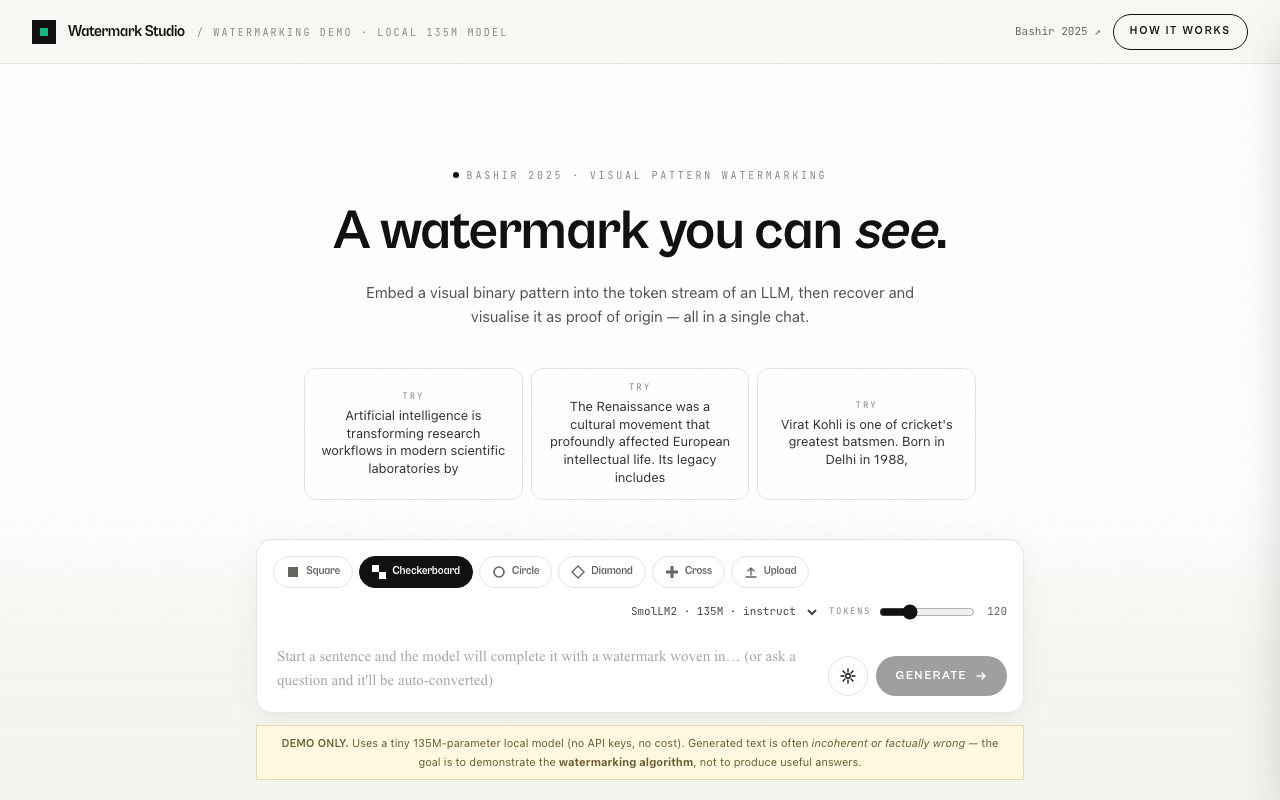 Watermark Studio / WATERMARKING DEMO · LOCAL 135M MODEL
Bashir 2025 ↗ HOW IT WORKS
BASHIR 2025 · VISUAL PATTERN WATERMARKING
A watermark you can see.
Embed a visual binary pattern into the token stream of an LLM, then recover and
visualise it as proof of origin — all in a single chat.
TRY
Artificial intelligence is
transforming research
workflows in modern scientific
laboratories by
TRY
The Renaissance was a
cultural movement that
profoundly affected European
intellectual life. Its legacy
includes
TRY
Virat Kohli is one of cricket's
greatest batsmen. Born in
Delhi in 1988,
Square Checkerboard Circle Diamond Cross Upload
SmolLM2 · 135M · instruct TOKENS 120
Start a sentence and the model will complete it with a watermark woven in… (or ask a
question and it'll be auto-converted)
GENERATE →
DEMO ONLY. Uses a tiny 135M-parameter local model (no API keys, no cost). Generated text is often incoherent or factually wrong — the
goal is to demonstrate the watermarking algorithm, not to produce useful answers.